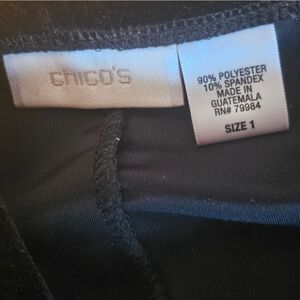 chico's
90% POLYESTER
10% SPANDEX
MADE IN
GUATEMALA
RN# 79984
SIZE 1